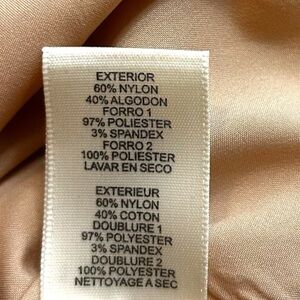 EXTERIOR
60% NYLON
40% ALGODON
FORRO 1
97% POLIESTER
3% SPANDEX
FORRO 2
100% POLIESTER
LAVAR EN SECO
EXTERIEUR
60% NYLON
40% COTON
DOUBLURE 1
97% POLYESTER
3% SPANDEX
DOUBLURE 2
100% POLYESTER
NETTOYAGE A SEC